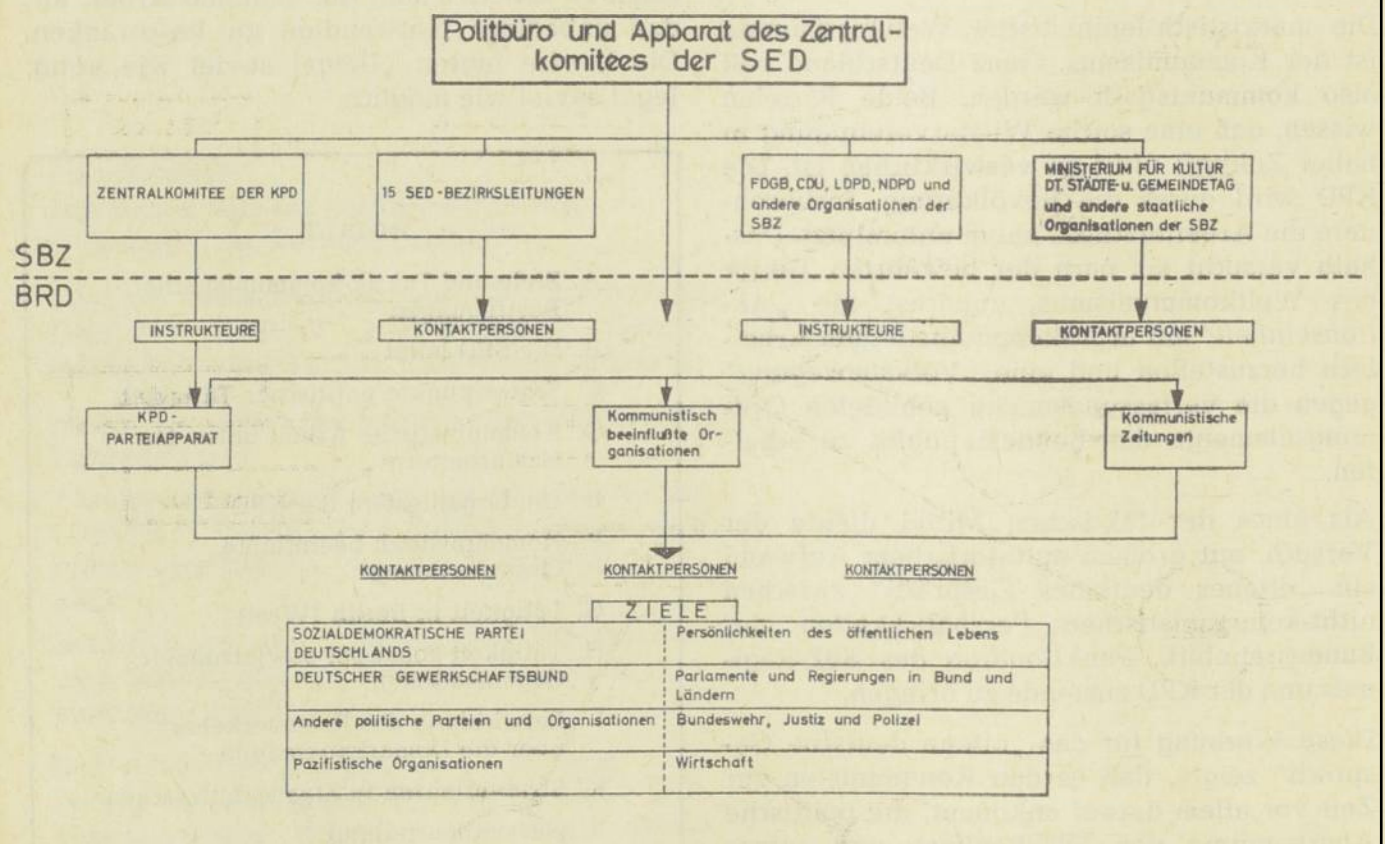 Politbüro und Apparat des Zentral-
komitees der SED
ZENTRALKOMITEE DER KPD
15 SED-BEZIRKSLEITUNGEN
FDGB, CDU, LDPD, NDPD und
andere Organisationen der
SBZ
MINISTERIUM FÜR KULTUR
DT. STÄDTE- u. GEMEINDETAG
und andere staatliche
Organisationen der SBZ
SBZ
BRD
INSTRUKTEURE
KONTAKTPERSONEN
INSTRUKTEURE
KONTAKTPERSONEN
KPD-
PARTEIAPPARAT
Kommunistisch
beeinflußte Or-
ganisationen
Kommunistische
Zeitungen
KONTAKTPERSONEN
KONTAKTPERSONEN
KONTAKTPERSONEN
ZIELE
SOZIALDEMOKRATISCHE PARTEI
DEUTSCHLANDS
Persönlichkeiten des öffentlichen Lebens
DEUTSCHER GEWERKSCHAFTSBUND
Parlamente und Regierungen in Bund und
Ländern
Andere politische Parteien und Organisationen
Bundeswehr, Justiz und Polizei
Pazifistische Organisationen
Wirtschaft